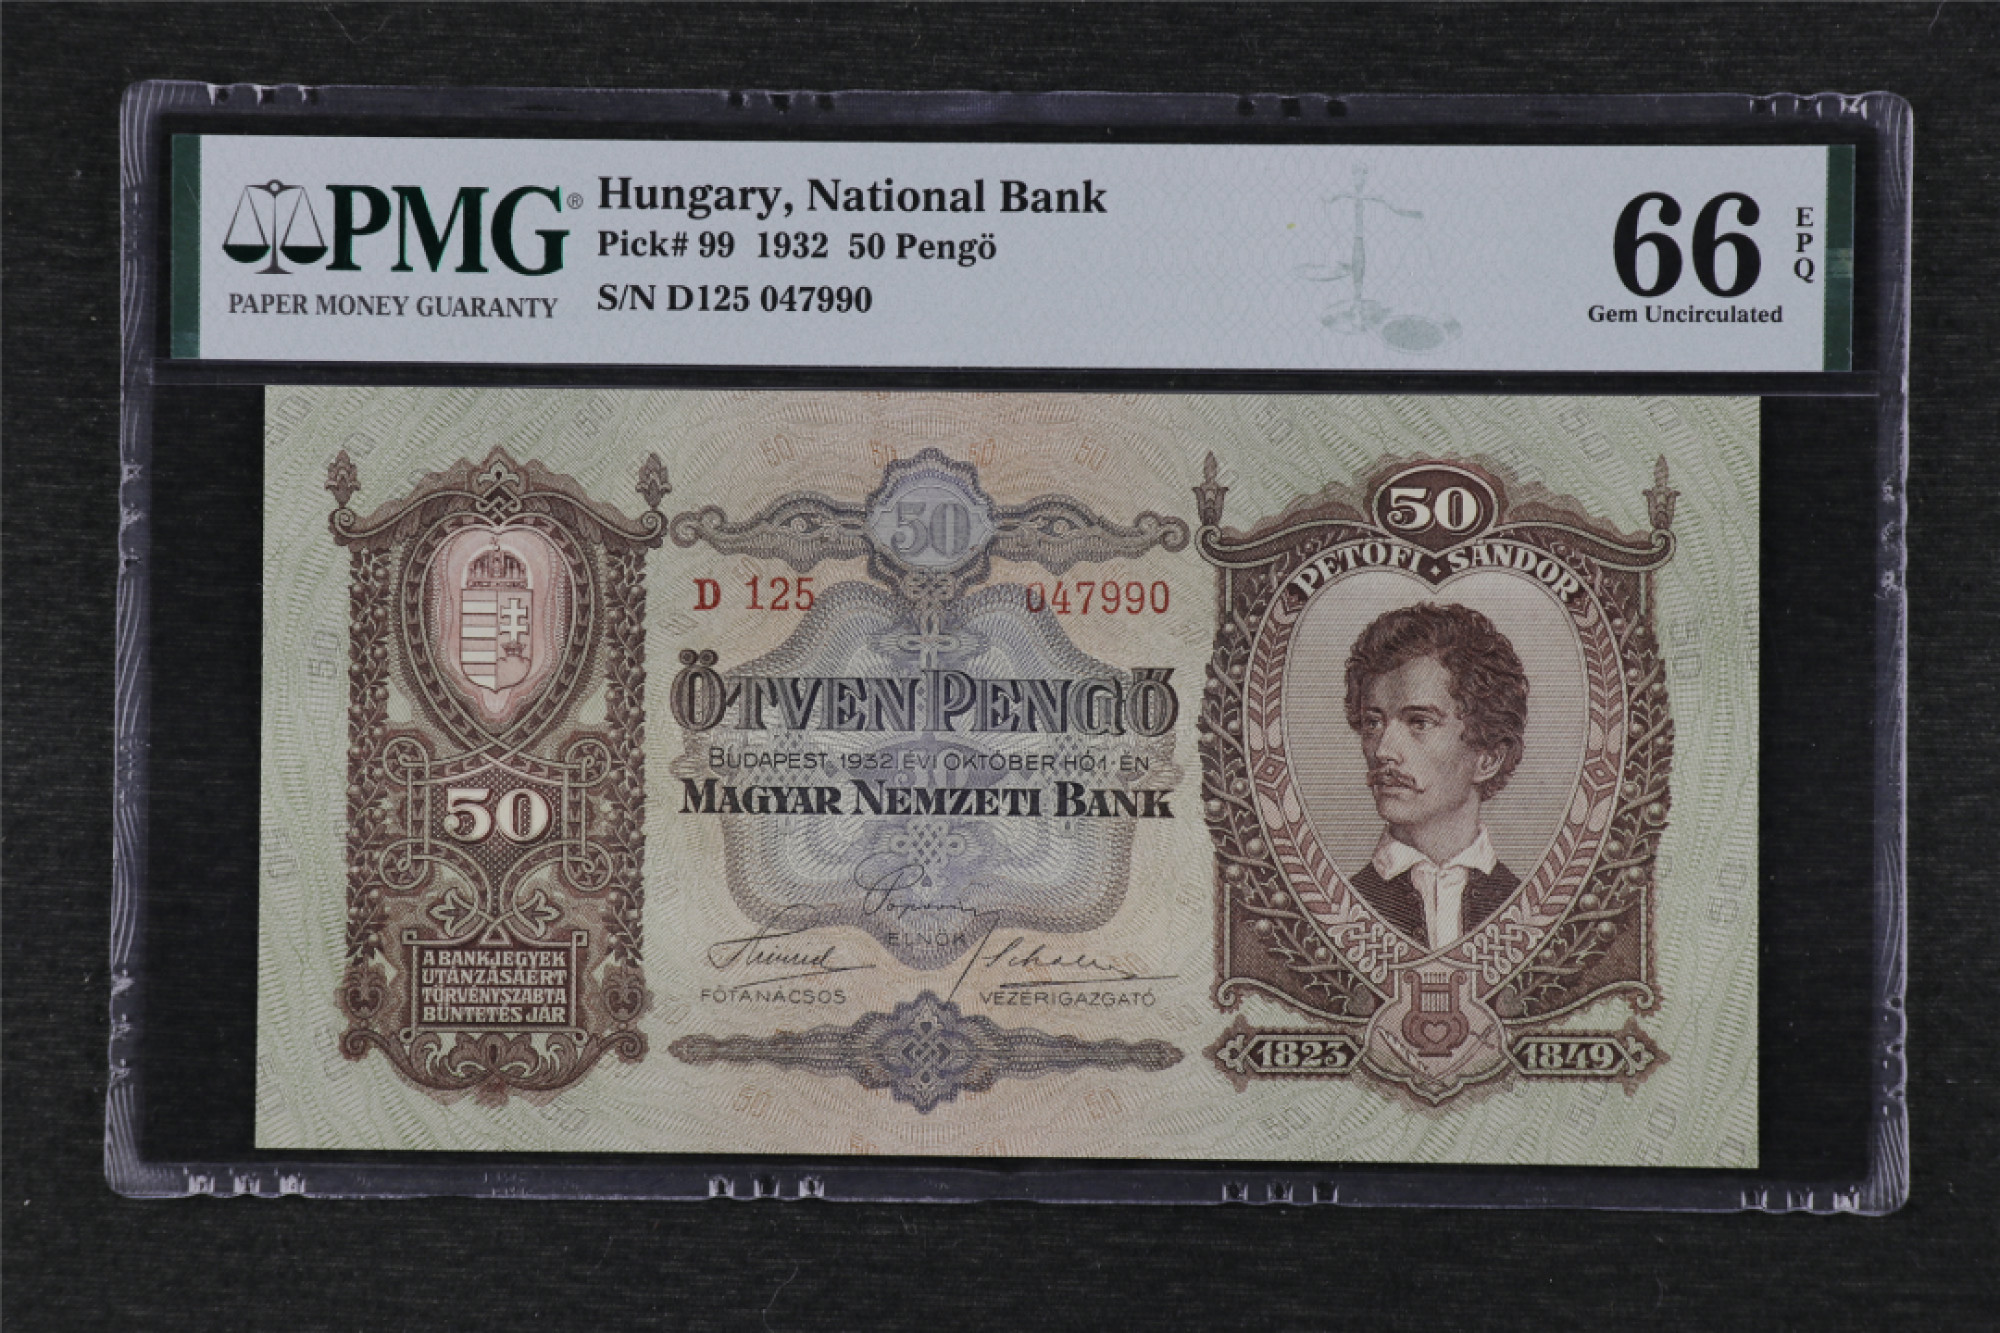 PMG®
PAPER MONEY GUARANTY
Hungary, National Bank
Pick# 99 1932 50 Pengö
S/N D125 047990
66
EPQ
Gem Uncirculated
50
50
PETŐFI · SÁNDOR
D 125 047990
ÖTVEN PENGŐ
BUDAPEST, 1932 ÉVI OKTÓBER HÓ 1-ÉN
MAGYAR NEMZETI BANK
50
ELNÖK
FŐTANÁCSOS
VEZÉRIGAZGATÓ
A BANKJEGYEK
UTÁNZÁSÁÉRT
TÖRVÉNYSZABTA
BÜNTETÉS JÁR
1823
1849